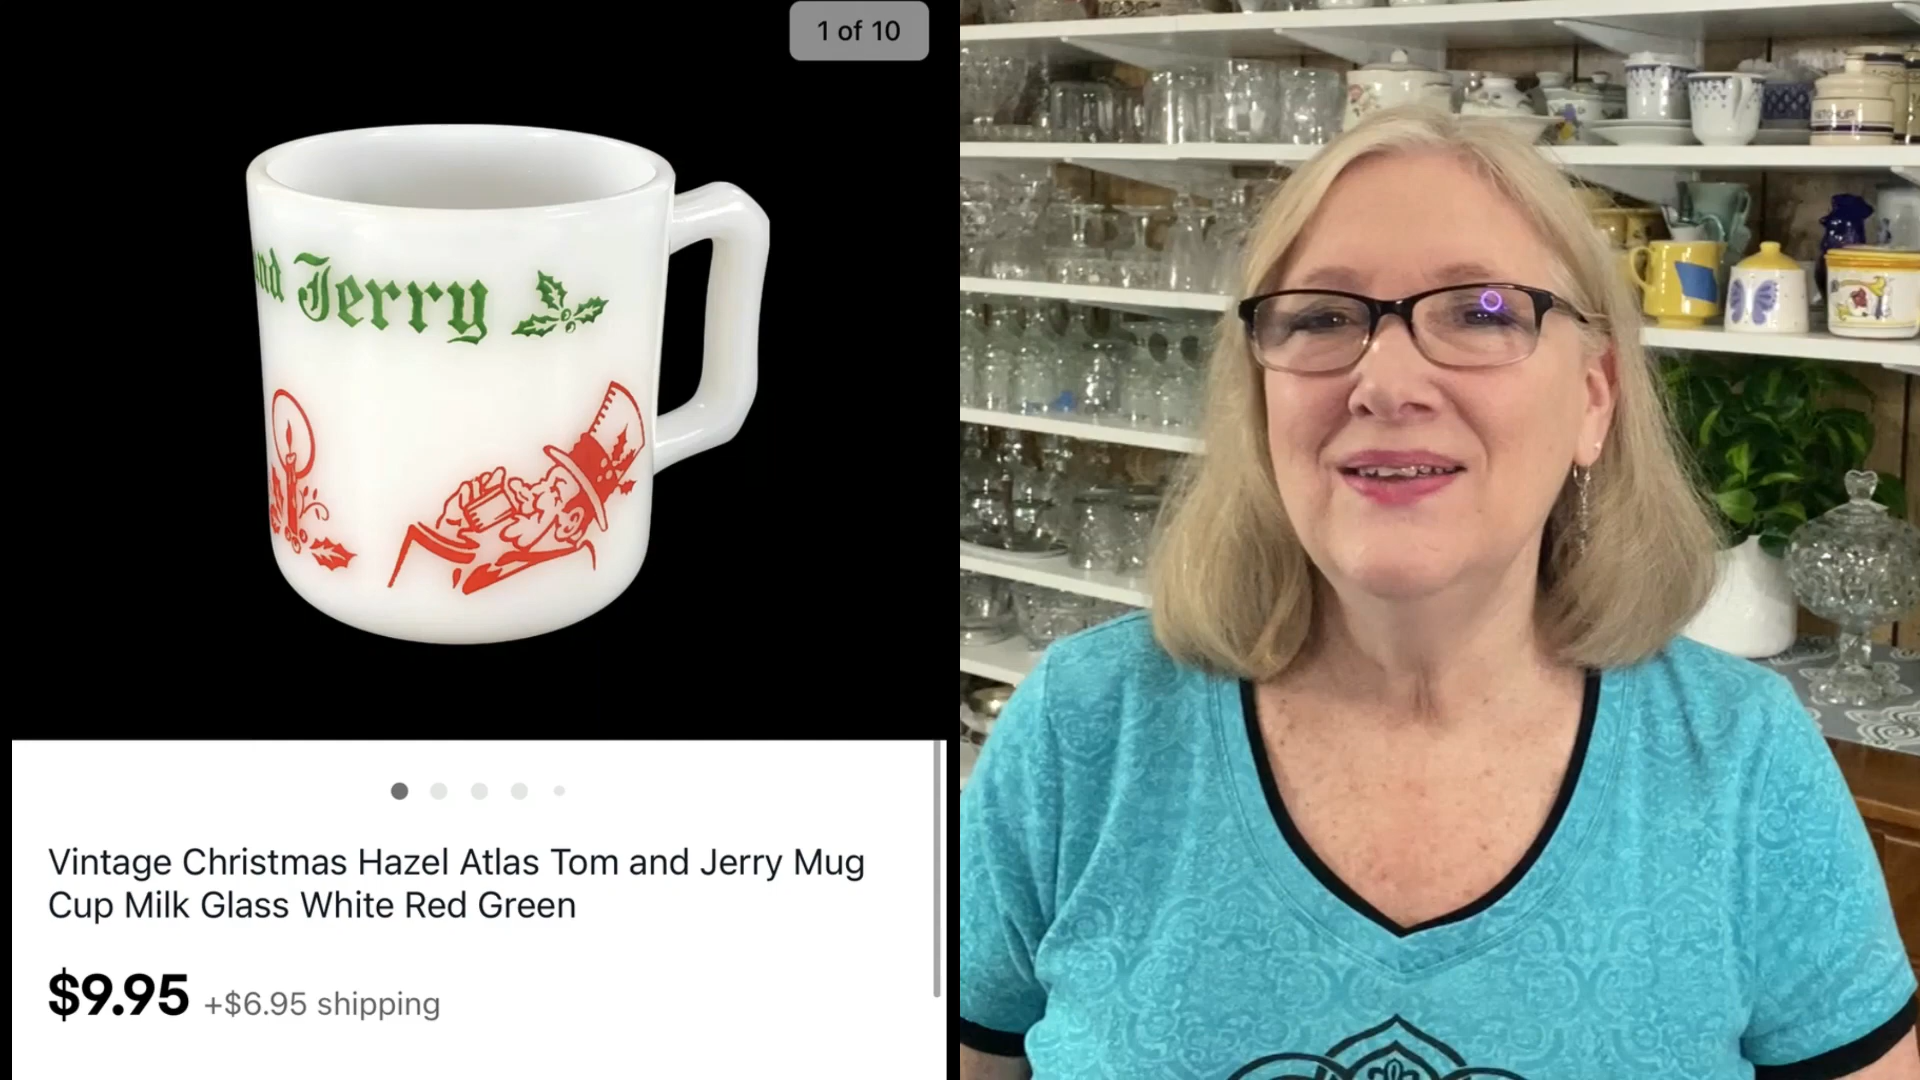 1 of 10
nd Jerry
Vintage Christmas Hazel Atlas Tom and Jerry Mug
Cup Milk Glass White Red Green
$9.95 +$6.95 shipping
KETCHUP